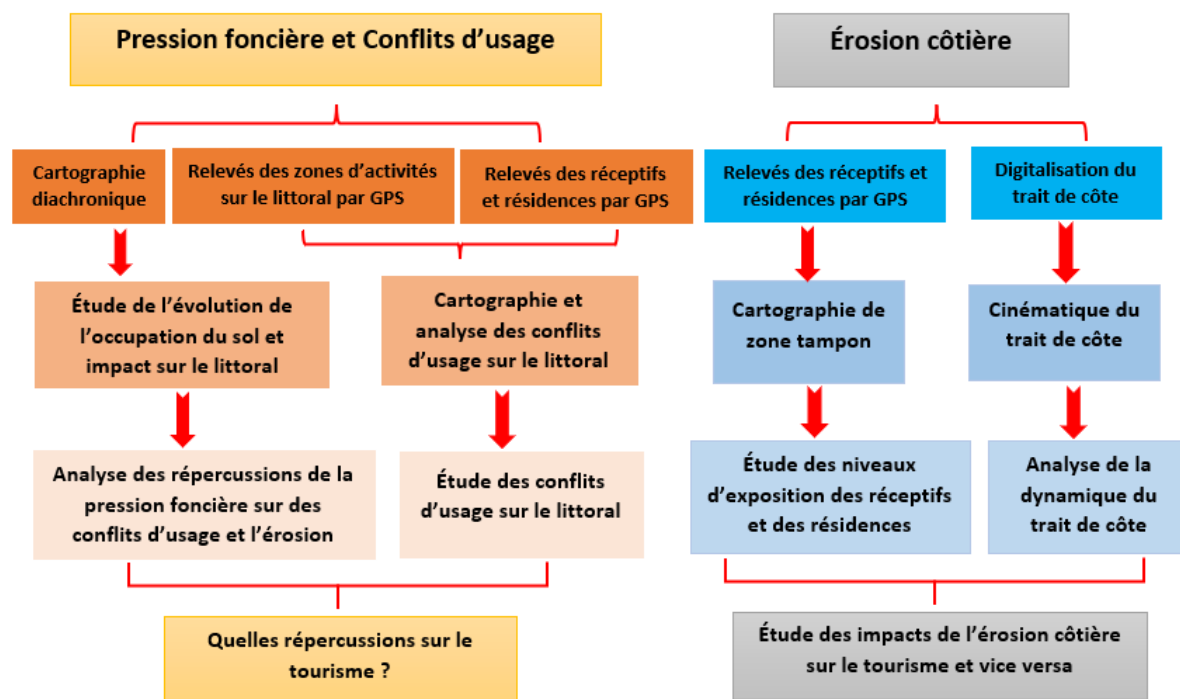 Pression foncière et Conflits d’usage
Érosion côtière
Cartographie
diachronique
Relevés des zones d’activités
sur le littoral par GPS
Relevés des réceptifs
et résidences par GPS
Relevés des réceptifs et
résidences par GPS
Digitalisation du
trait de côte
Étude de l’évolution de
l’occupation du sol et
impact sur le littoral
Cartographie et
analyse des conflits
d’usage sur le littoral
Cartographie de
zone tampon
Cinématique du
trait de côte
Analyse des répercussions de la
pression foncière sur des
conflits d’usage et l’érosion
Étude des conflits
d’usage sur le littoral
Étude des niveaux
d’exposition des réceptifs
et des résidences
Analyse de la
dynamique du
trait de côte
Quelles répercussions sur le
tourisme ?
Étude des impacts de l’érosion côtière
sur le tourisme et vice versa